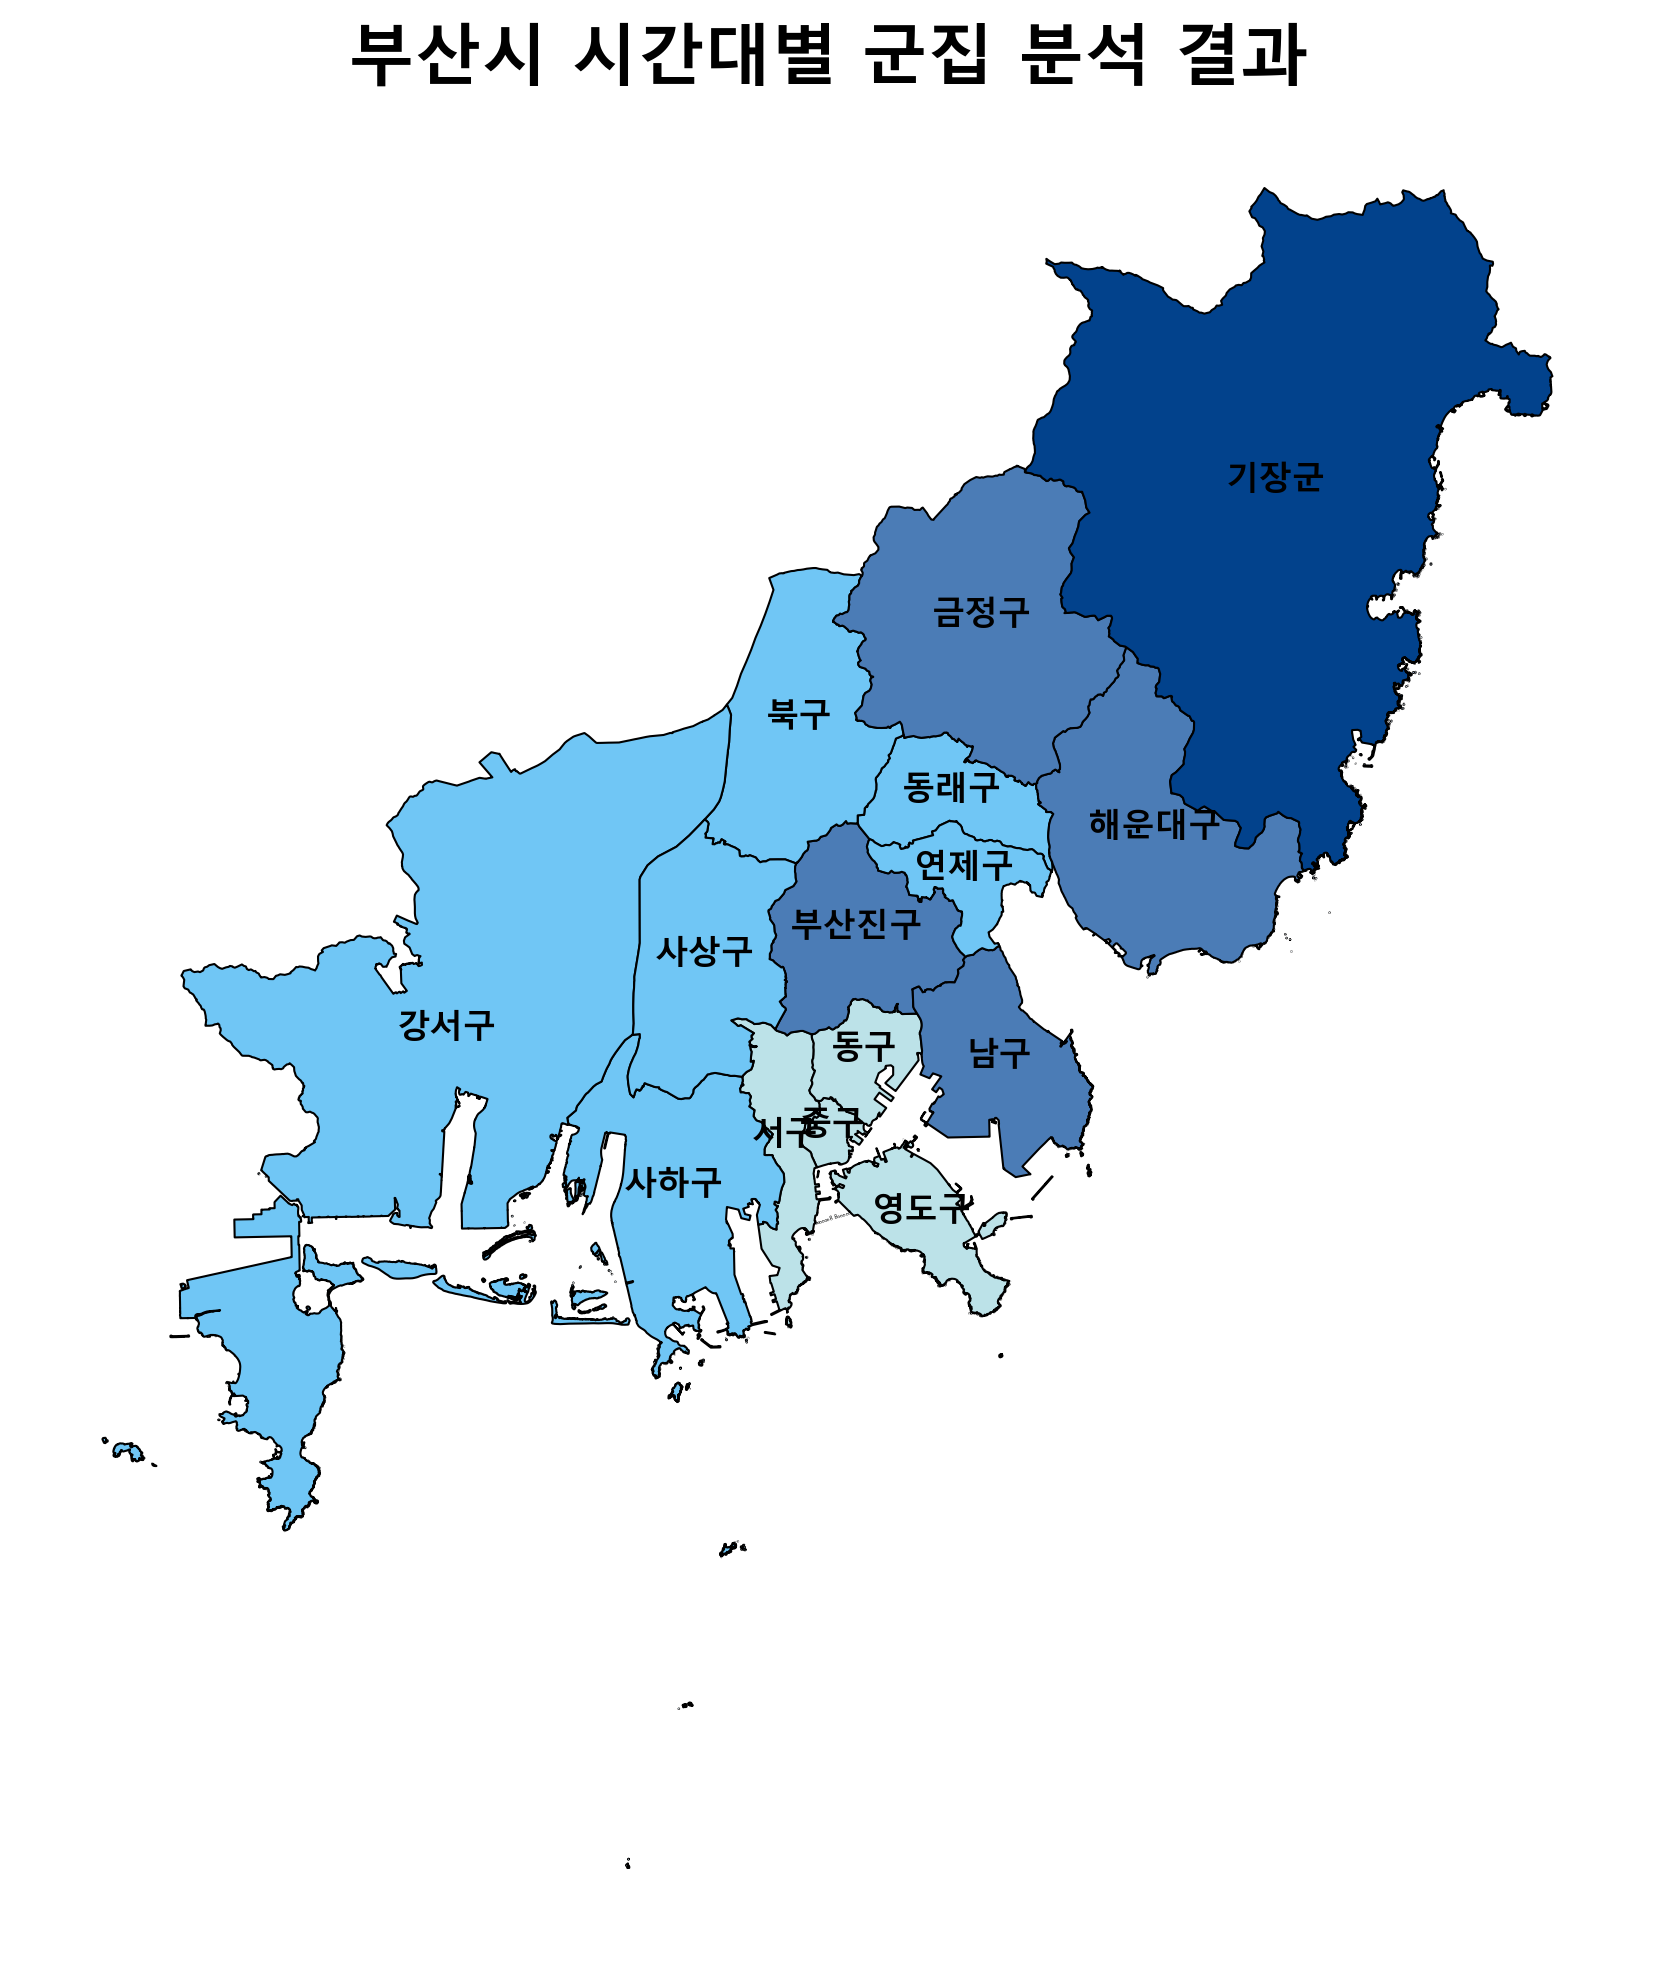 부산시 시간대별 군집 분석 결과
기장군
금정구
북구
동래구
해운대구
연제구
부산진구
사상구
강서구
동구
남구
중구
서구
사하구
영도구